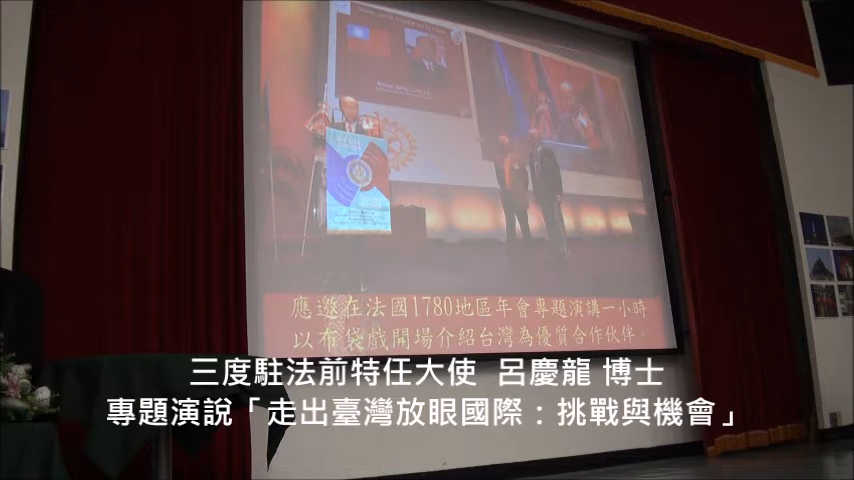 應邀在法國1780地區年會專題演講一小時
以布袋戲開場介紹台灣為優質合作伙伴。
三度駐法前特任大使 呂慶龍 博士
專題演說「走出臺灣放眼國際：挑戰與機會」